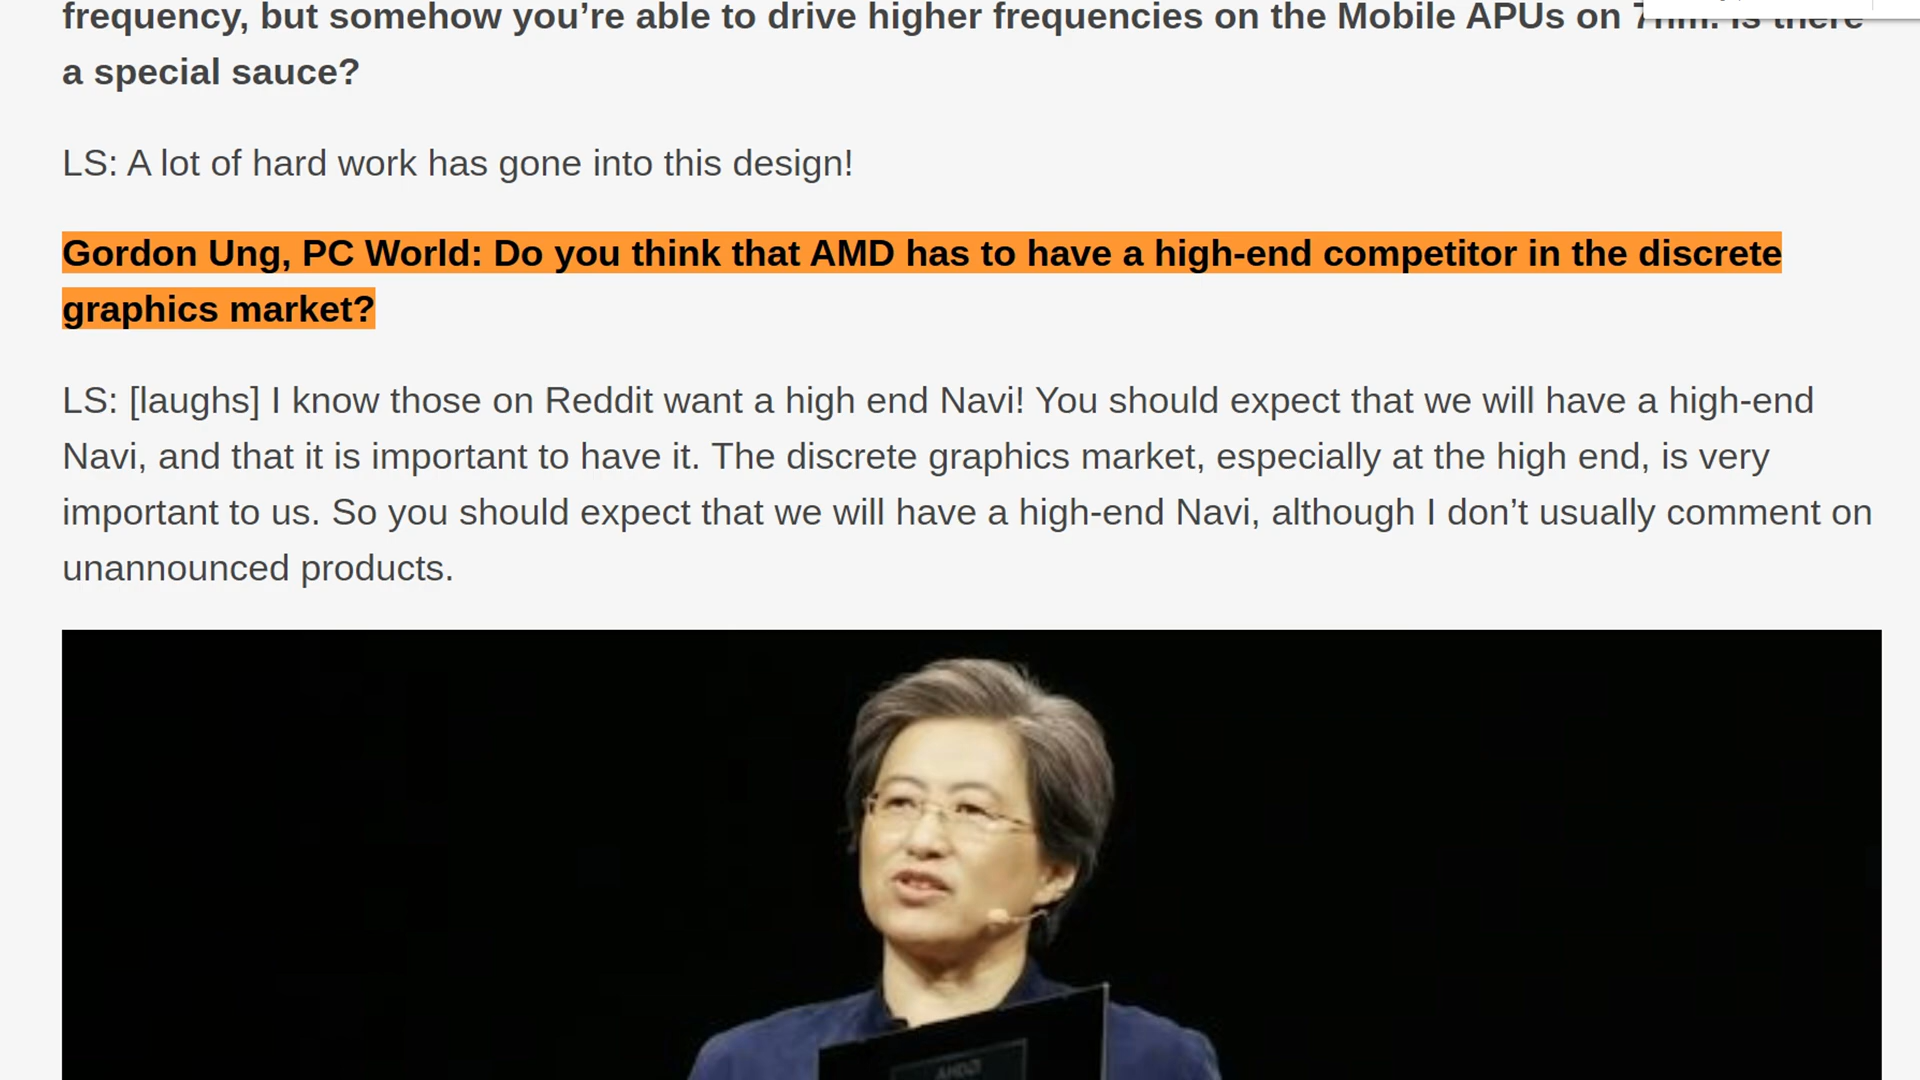 frequency, but somehow you’re able to drive higher frequencies on the Mobile APUs on 7nm. Is there
a special sauce?
LS: A lot of hard work has gone into this design!
Gordon Ung, PC World: Do you think that AMD has to have a high-end competitor in the discrete
graphics market?
LS: [laughs] I know those on Reddit want a high end Navi! You should expect that we will have a high-end
Navi, and that it is important to have it. The discrete graphics market, especially at the high end, is very
important to us. So you should expect that we will have a high-end Navi, although I don’t usually comment on
unannounced products.
AMD